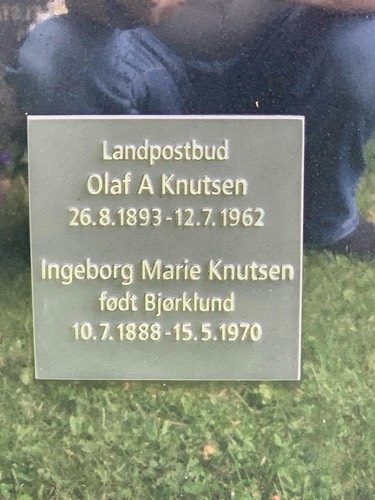 Landpostbud
Olaf A Knutsen
26.8.1893-12.7.1962
Ingeborg Marie Knutsen
født Bjørklund
10.7.1888-15.5.1970